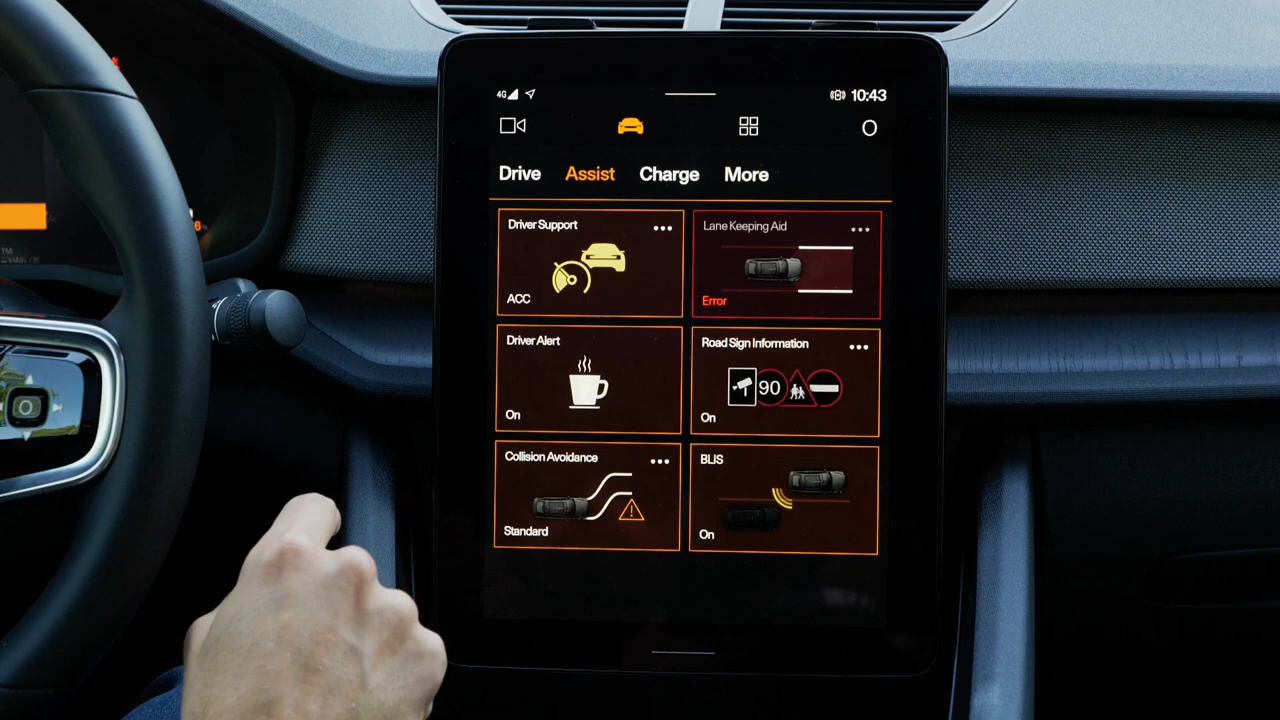 4G 10:43
Drive Assist Charge More
Driver Support
ACC
Lane Keeping Aid
Error
Driver Alert
On
Road Sign Information
90
On
Collision Avoidance
Standard
BLIS
On